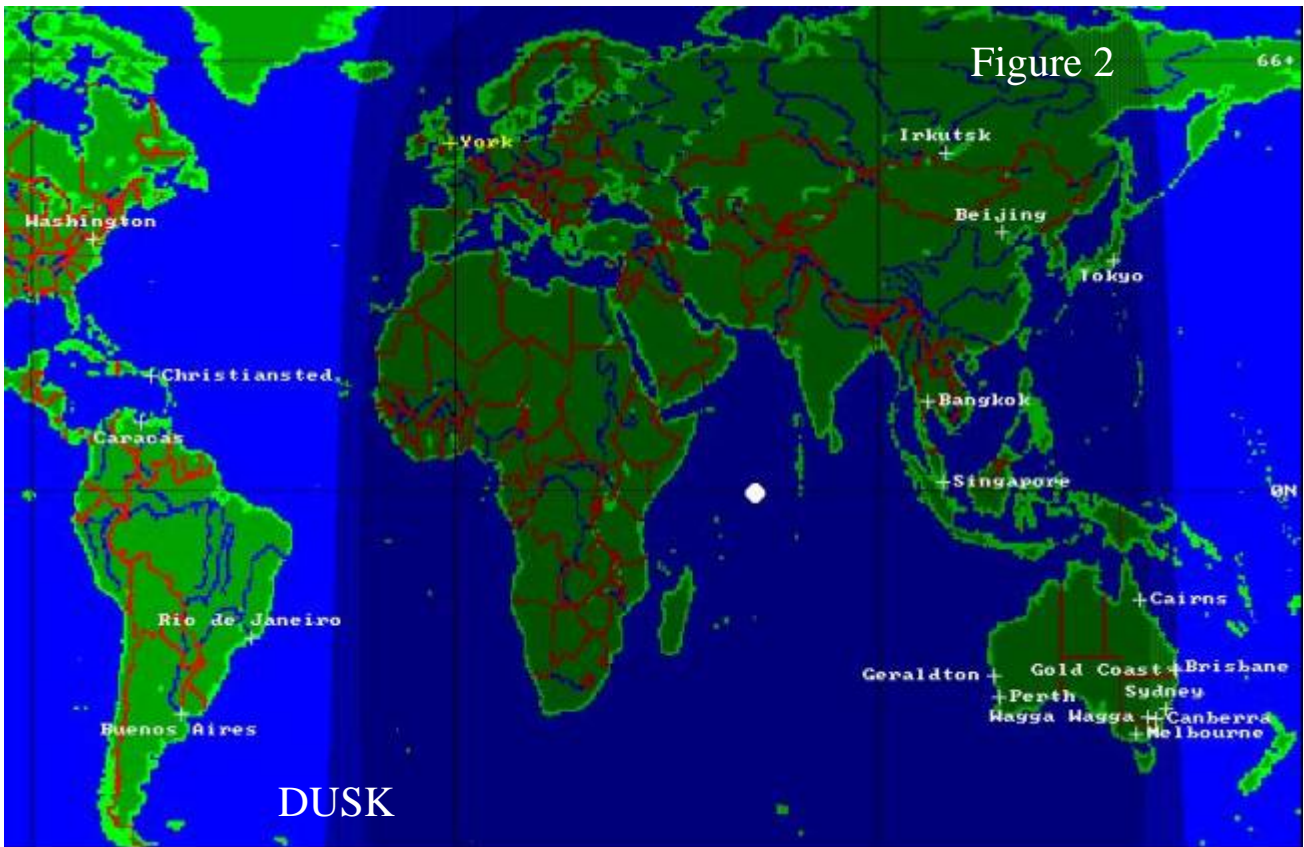 Figure 2
66+
Irkutsk
York
Washington
Beijing
Tokyo
Christiansted
Bangkok
Caracas
Singapore
0N
Cairns
Rio de Janeiro
Geraldton
Gold Coast
Brisbane
Perth
Sydney
Wagga Wagga
Canberra
Buenos Aires
Melbourne
DUSK